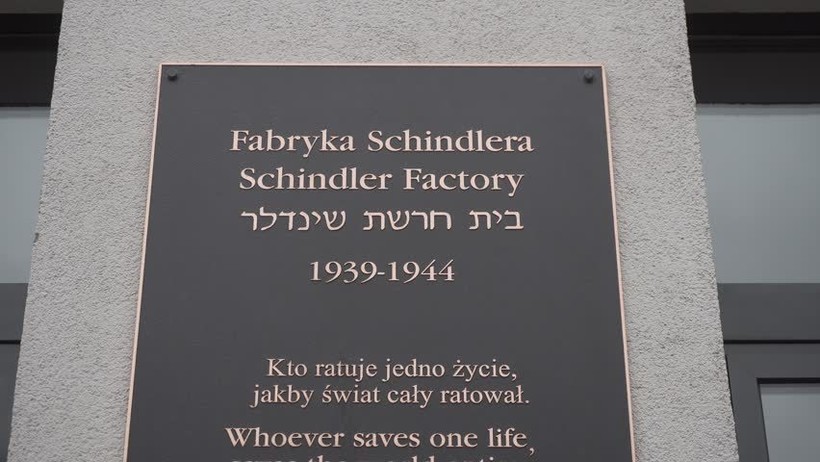 Fabryka Schindlera
Schindler Factory
בית חרשת שינדלר
1939-1944
Kto ratuje jedno życie,
jakby świat cały ratował.
Whoever saves one life,